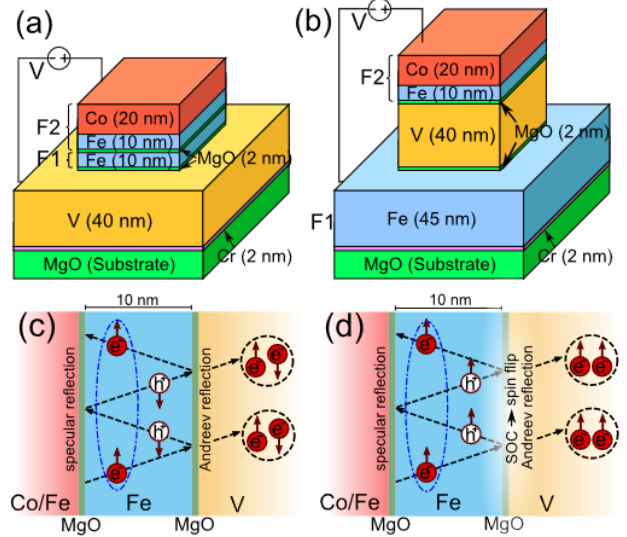 (a)
V
- +
Co (20 nm)
F2
Fe (10 nm)
F1
Fe (10 nm)
MgO (2 nm)
V (40 nm)
Cr (2 nm)
MgO (Substrate)
(b)
V
- +
F2
Co (20 nm)
Fe (10 nm)
MgO (2 nm)
V (40 nm)
F1
Fe (45 nm)
Cr (2 nm)
MgO (Substrate)
(c)
10 nm
specular reflection
Andreev reflection
e-
h+
h+
e-
e- e-
e- e-
Co/Fe
MgO
Fe
MgO
V
(d)
10 nm
specular reflection
SOC → spin flip
Andreev reflection
e-
h+
h+
e-
e- e-
e- e-
Co/Fe
MgO
Fe
MgO
V